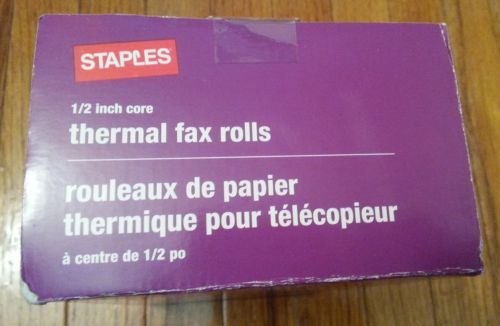 STAPLES
1/2 inch core
thermal fax rolls
rouleaux de papier
thermique pour télécopieur
à centre de 1/2 po